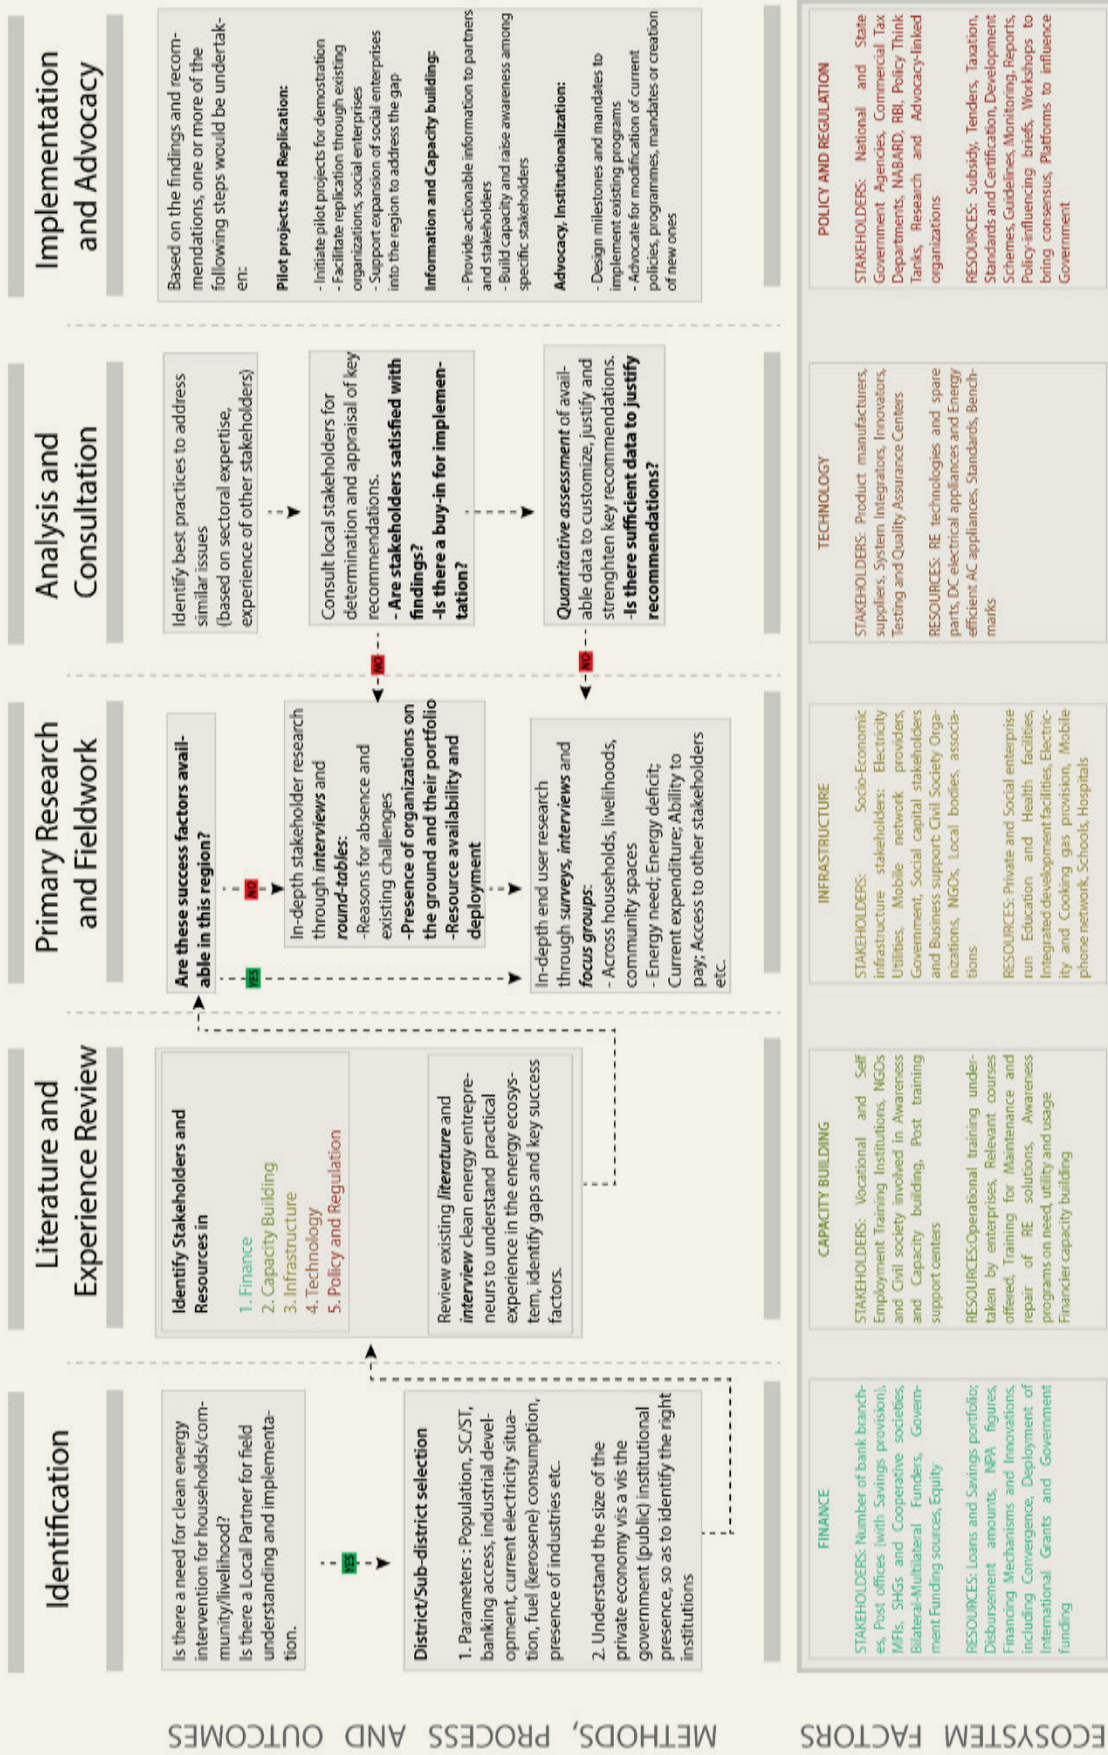 METHODS, PROCESS AND OUTCOMES
Identification
Is there a need for clean energy
intervention for households/com-
munity/livelihood?
Is there a Local Partner for field
understanding and implementa-
tion.
YES
District/Sub-district selection
1. Parameters : Population, SC/ST,
banking access, industrial devel-
opment, current electricity situa-
tion, fuel (kerosene) consumption,
presence of industries etc.
2. Understand the size of the
private economy vis a vis the
government (public) institutional
presence, so as to identify the right
institutions
Literature and
Experience Review
Identify Stakeholders and
Resources in
1. Finance
2. Capacity Building
3. Infrastructure
4. Technology
5. Policy and Regulation
Review existing literature and
interview clean energy entrepre-
neurs to understand practical
experience in the energy ecosys-
tem, identify gaps and key success
factors.
Primary Research
and Fieldwork
Are these success factors avail-
able in this region?
YES
NO
In-depth stakeholder research
through interviews and
round-tables:
-Reasons for absence and
existing challenges
-Presence of organizations on
the ground and their portfolio
-Resource availability and
deployment
In-depth end user research
through surveys, interviews and
focus groups:
- Across households, livelihoods,
community spaces
- Energy need; Energy deficit;
Current expenditure; Ability to
pay; Access to other stakeholders
etc.
Analysis and
Consultation
Identify best practices to address
similar issues
(based on sectoral expertise,
experience of other stakeholders)
Consult local stakeholders for
determination and appraisal of key
recommendations.
- Are stakeholders satisfied with
findings?
-Is there a buy-in for implemen-
tation?
NO
Quantitative assessment of avail-
able data to customize, justify and
strenghten key recommendations.
-Is there sufficient data to justify
recommendations?
NO
Implementation
and Advocacy
Based on the findings and recom-
mendations, one or more of the
following steps would be undertak-
en:
Pilot projects and Replication:
- Initiate pilot projects for demostration
- Facilitate replication through existing
organizations, social enterprises
- Support expansion of social enterprises
into the region to address the gap
Information and Capacity building:
- Provide actionable information to partners
and stakeholders
- Build capacity and raise awareness among
specific stakeholders
Advocacy, Institutionalization:
- Design milestones and mandates to
implement existing programs
- Advocate for modification of current
policies, programmes, mandates or creation
of new ones
ECOSYSTEM FACTORS
FINANCE
STAKEHOLDERS: Number of bank branch-
es, Post offices (with Savings provision),
MFIs, SHGs and Cooperative societies,
Bilateral-Multilateral Funders, Govern-
ment Funding sources, Equity
RESOURCES: Loans and Savings portfolio;
Disbursement amounts, NPA figures,
Financing Mechanisms and Innovations,
including Convergence, Deployment of
International Grants and Government
funding
CAPACITY BUILDING
STAKEHOLDERS: Vocational and Self
Employment Training Institutions, NGOs
and Civil society involved in Awareness
and Capacity building, Post training
support centers
RESOURCES:Operational training under-
taken by enterprises, Relevant courses
offered, Training for Maintenance and
repair of RE solutions, Awareness
programs on need, utility and usage
Financier capacity building
INFRASTRUCTURE
STAKEHOLDERS: Socio-Economic
infrastructure stakeholders: Electricity
Utilities, Mobile network providers,
Government, Social capital stakeholders
and Business support: Civil Society Orga-
nizations, NGOs, Local bodies, associa-
tions
RESOURCES: Private and Social enterprise
run Education and Health facilities,
Integrated development facilities, Electric-
ity and Cooking gas provision, Mobile
phone network, Schools, Hospitals
TECHNOLOGY
STAKEHOLDERS: Product manufacturers,
suppliers, System Integrators, Innovators,
Testing and Quality Assurance Centers
RESOURCES: RE technologies and spare
parts, DC electrical appliances and Energy
efficient AC appliances, Standards, Bench-
marks
POLICY AND REGULATION
STAKEHOLDERS: National and State
Government Agencies, Commercial Tax
Departments, NABARD, RBI, Policy Think
Tanks, Research and Advocacy-linked
organizations
RESOURCES: Subsidy, Tenders, Taxation,
Standards and Certification, Development
Schemes, Guidelines, Monitoring, Reports,
Policy-influencing briefs, Workshops to
bring consensus, Platforms to influence
Government